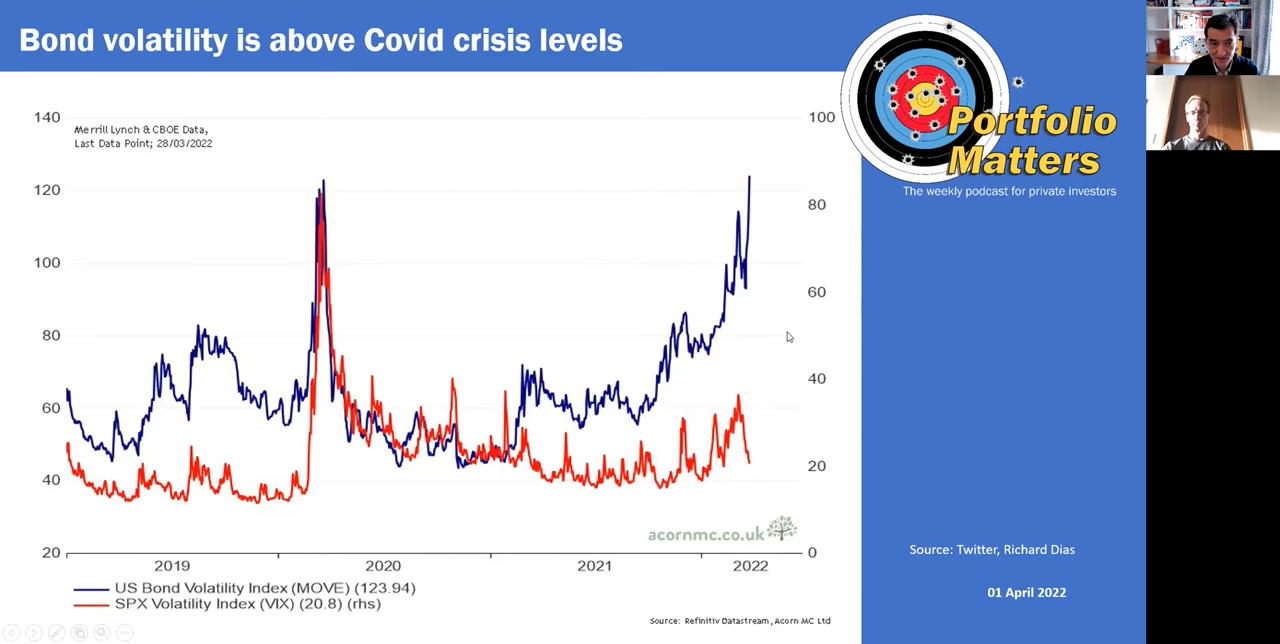 Bond volatility is above Covid crisis levels
140
120
100
80
60
40
20
Merrill Lynch & CBOE Data,
Last Data Point; 28/03/2022
100
80
60
40
20
0
acornmc.co.uk
2019
2020
2021
2022
US Bond Volatility Index (MOVE) (123.94)
SPX Volatility Index (VIX) (20.8) (rhs)
Source: Refinitiv Datastream, Acorn MC Ltd
Portfolio
Matters
The weekly podcast for private investors
Source: Twitter, Richard Dias
01 April 2022